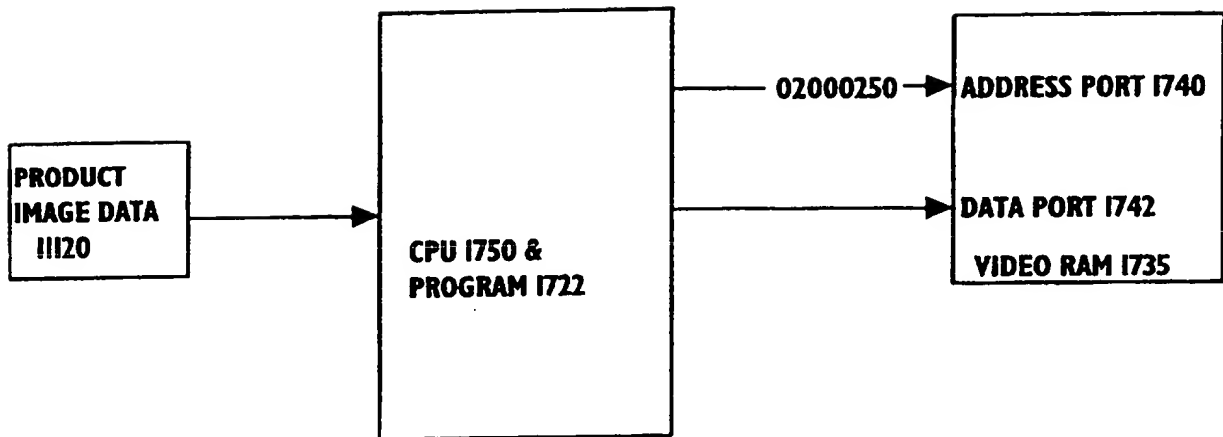 PRODUCT
IMAGE DATA
11120
CPU 1750 &
PROGRAM 1722
02000250
ADDRESS PORT 1740
DATA PORT 1742
VIDEO RAM 1735